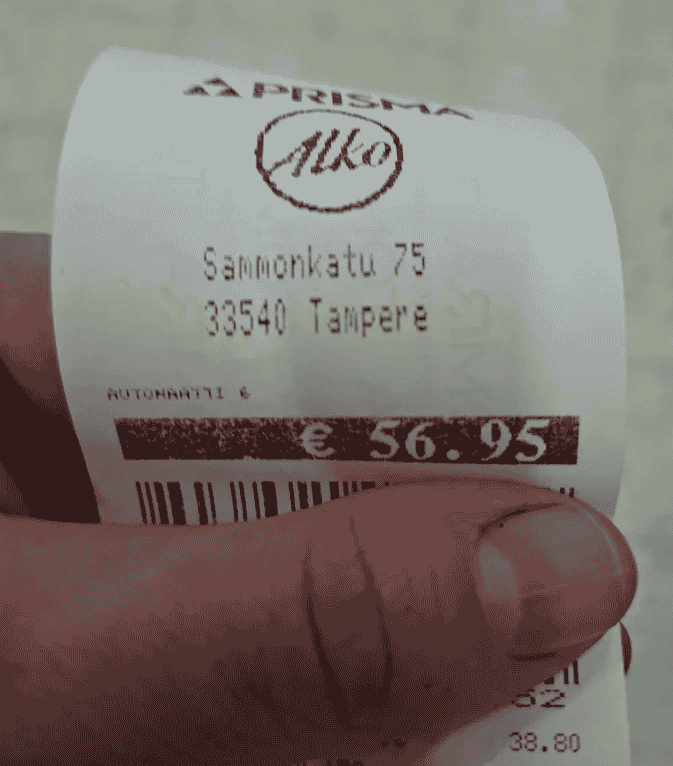 PRISMA
Alko
Sammonkatu 75
33540 Tampere
AUTOMAATTI 6
€ 56.95
38.80